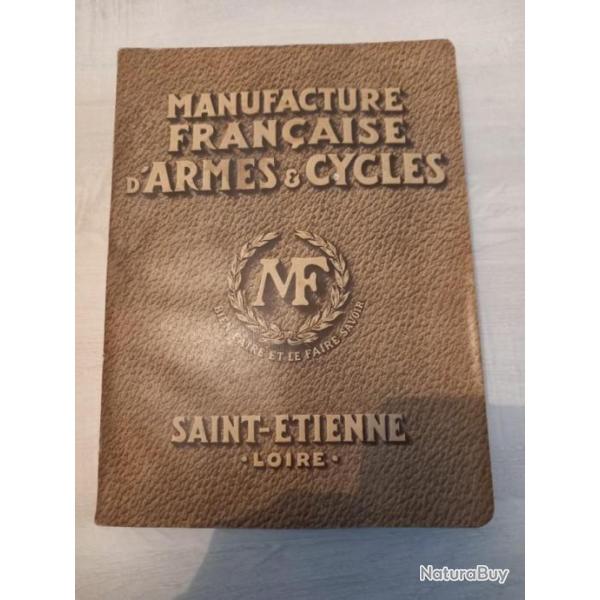 MANUFACTURE
FRANÇAISE
D'ARMES & CYCLES
MF
BIEN FAIRE ET LE FAIRE SAVOIR
SAINT-ETIENNE
•LOIRE•
NaturaBuy